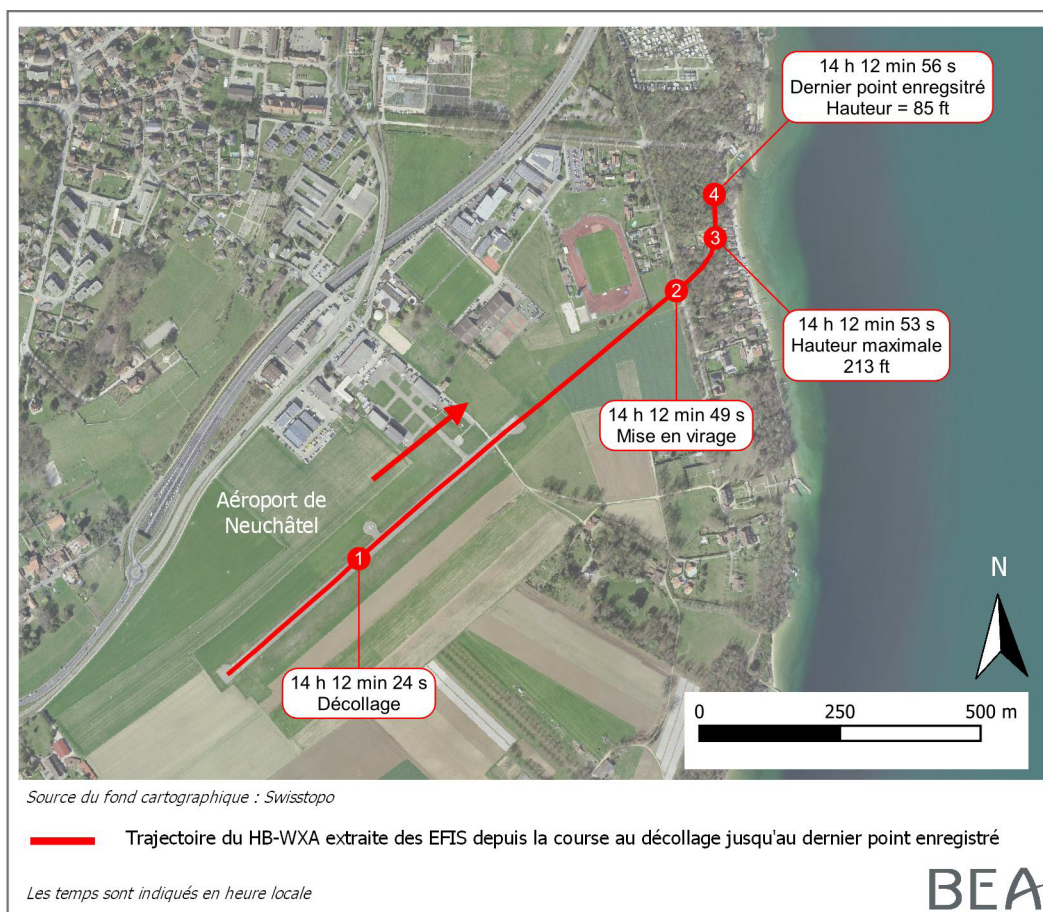 14 h 12 min 56 s
Dernier point enregsitré
Hauteur = 85 ft
4
3
2
14 h 12 min 53 s
Hauteur maximale
213 ft
14 h 12 min 49 s
Mise en virage
Aéroport de
Neuchâtel
1
N
14 h 12 min 24 s
Décollage
0 250 500 m
Source du fond cartographique : Swisstopo
Trajectoire du HB-WXA extraite des EFIS depuis la course au décollage jusqu'au dernier point enregistré
Les temps sont indiqués en heure locale
BEA